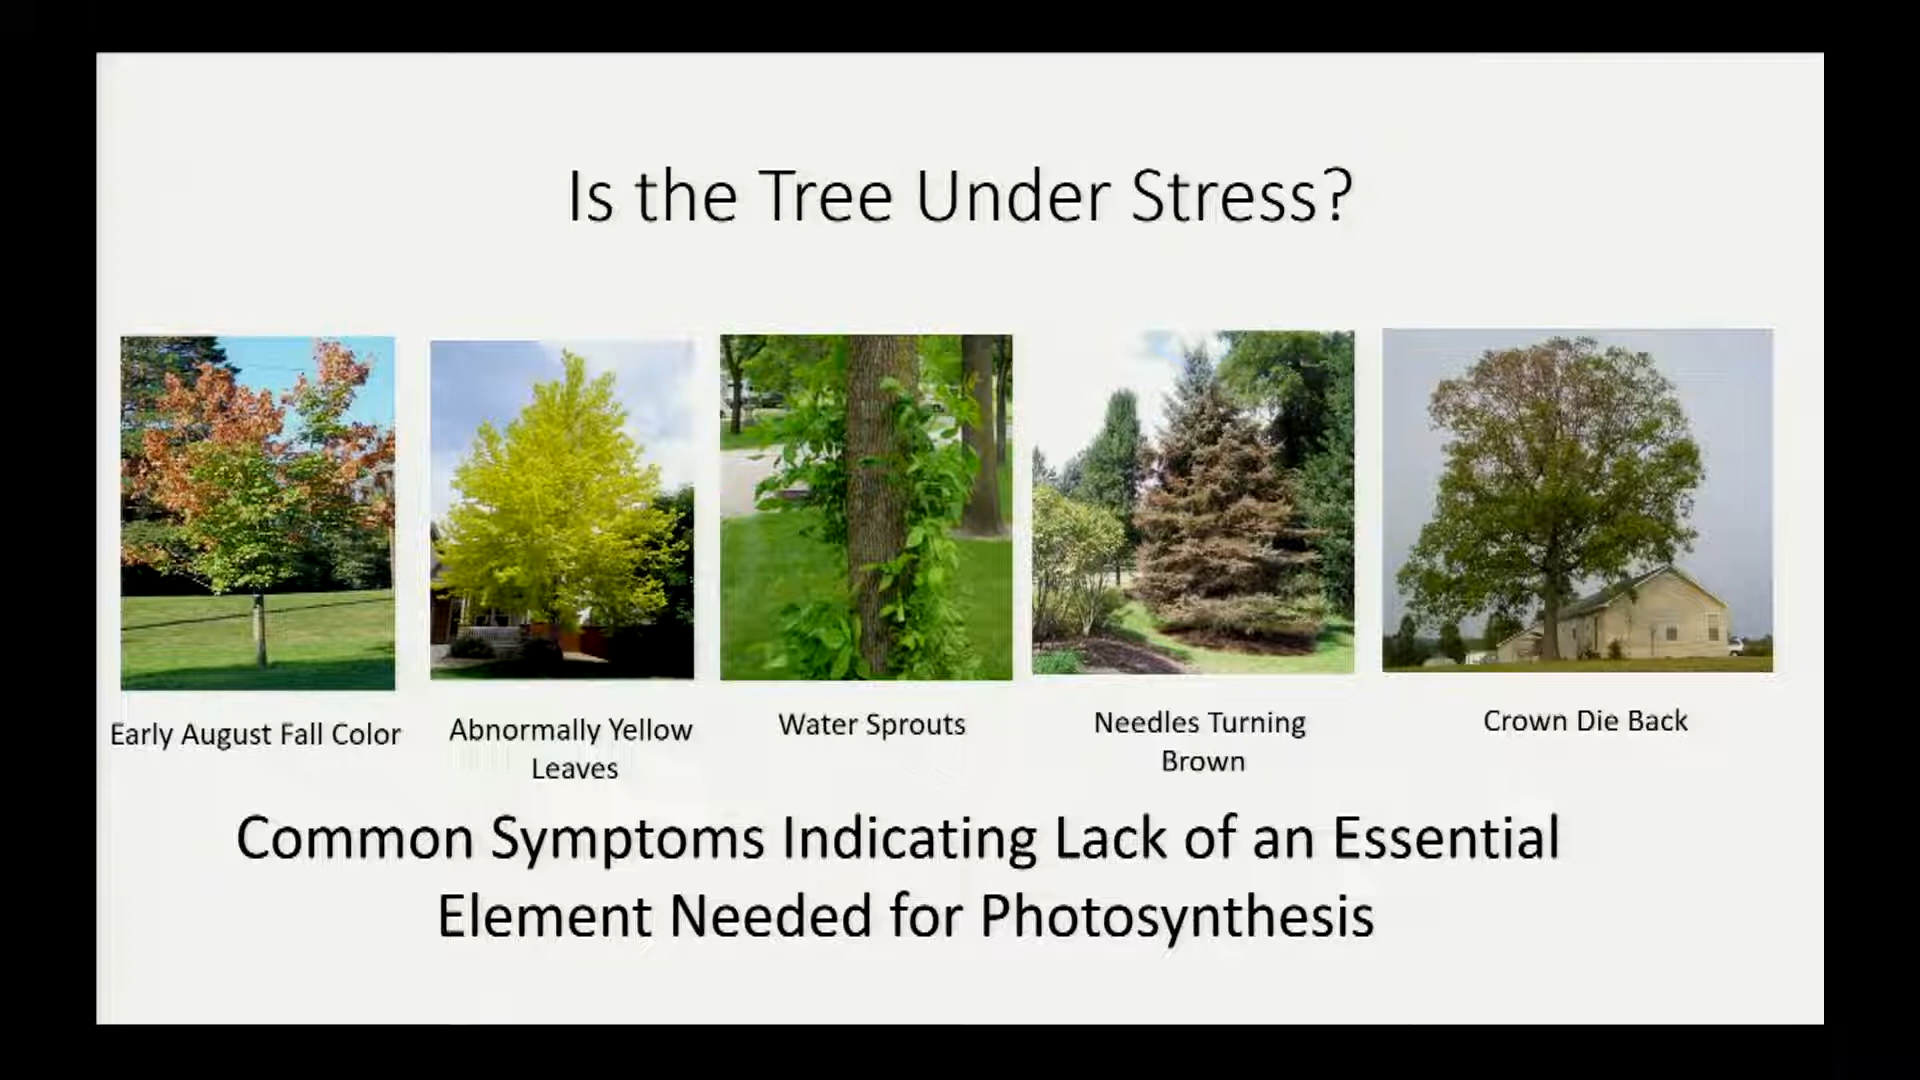 Is the Tree Under Stress?
Early August Fall Color
Abnormally Yellow
Leaves
Water Sprouts
Needles Turning
Brown
Crown Die Back
Common Symptoms Indicating Lack of an Essential
Element Needed for Photosynthesis